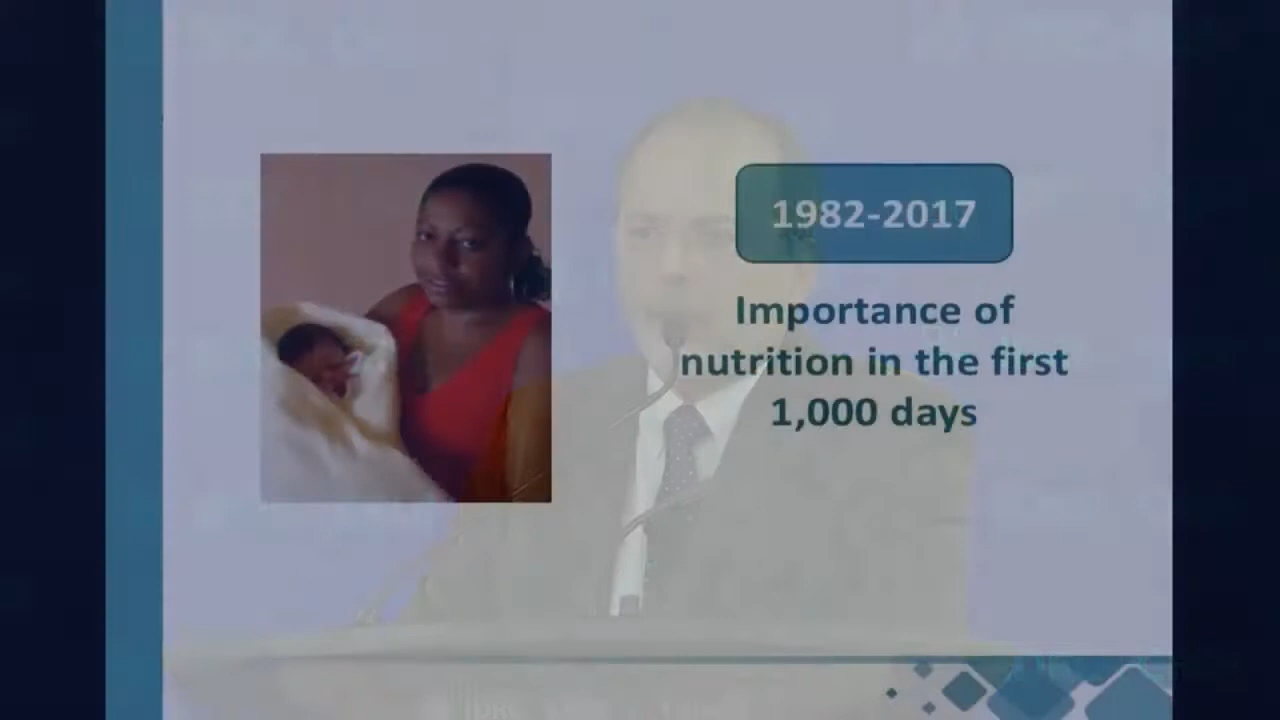 1982-2017
Importance of
nutrition in the first
1,000 days